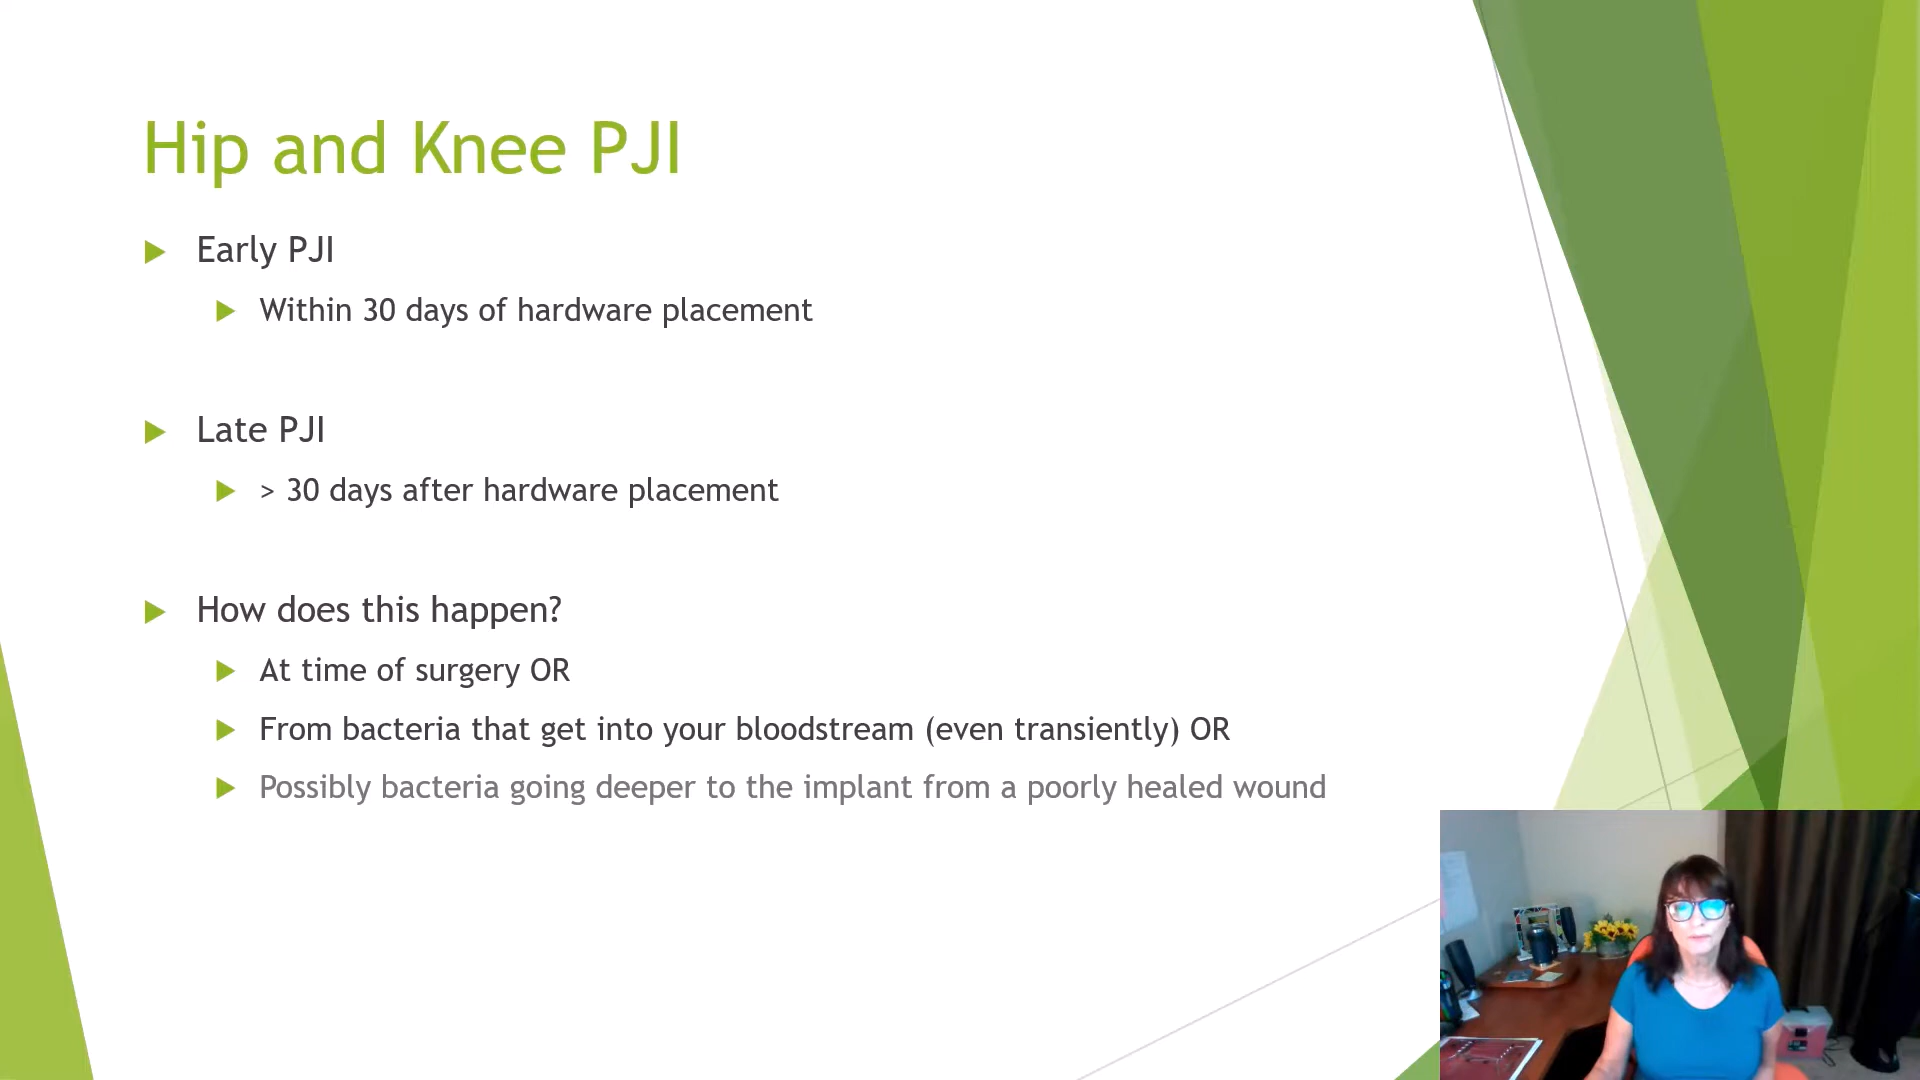 Hip and Knee PJI
Early PJI
Within 30 days of hardware placement
Late PJI
> 30 days after hardware placement
How does this happen?
At time of surgery OR
From bacteria that get into your bloodstream (even transiently) OR
Possibly bacteria going deeper to the implant from a poorly healed wound